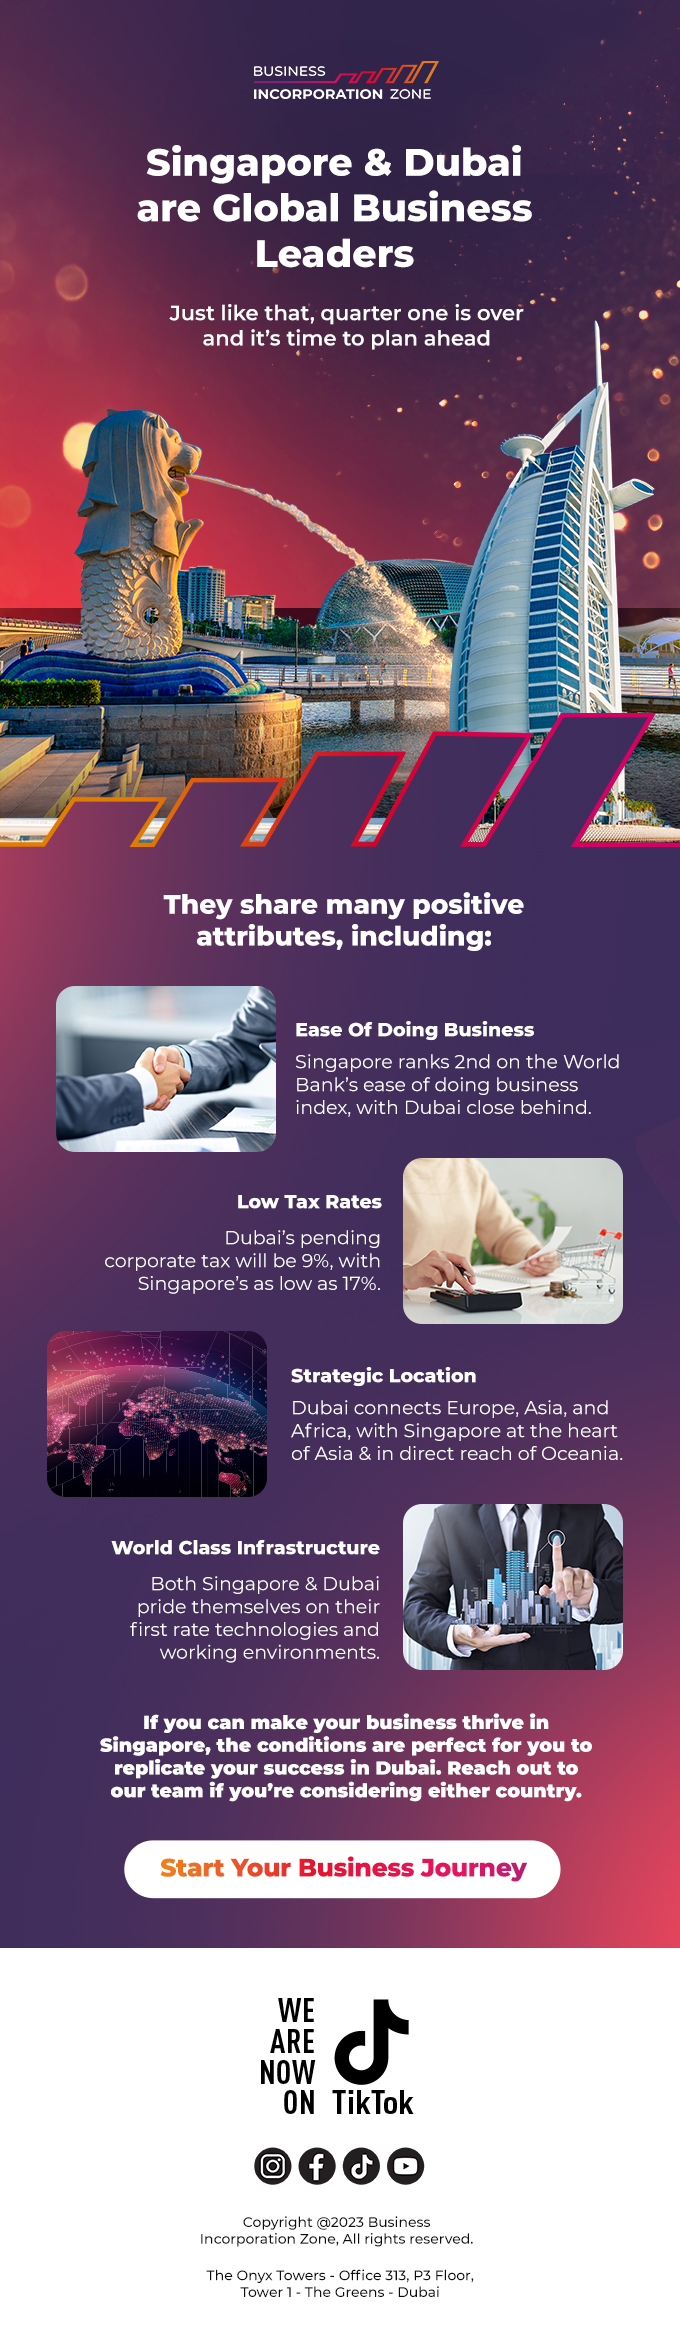 BUSINESS
INCORPORATION ZONE
Singapore & Dubai
are Global Business
Leaders
Just like that, quarter one is over
and it's time to plan ahead
They share many positive
attributes, including:
Ease Of Doing Business
Singapore ranks 2nd on the World
Bank's ease of doing business
index, with Dubai close behind.
Low Tax Rates
Dubai's pending
corporate tax will be 9%, with
Singapore's as low as 17%.
Strategic Location
Dubai connects Europe, Asia, and
Africa, with Singapore at the heart
of Asia & in direct reach of Oceania.
World Class Infrastructure
Both Singapore & Dubai
pride themselves on their
first rate technologies and
working environments.
If you can make your business thrive in
Singapore, the conditions are perfect for you to
replicate your success in Dubai. Reach out to
our team if you're considering either country.
Start Your Business Journey
WE
ARE
NOW
ON
TikTok
Copyright @2023 Business
Incorporation Zone, All rights reserved.
The Onyx Towers - Office 313, P3 Floor,
Tower 1 - The Greens - Dubai